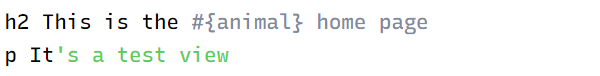 h2 This is the #{animal} home page
p It's a test view